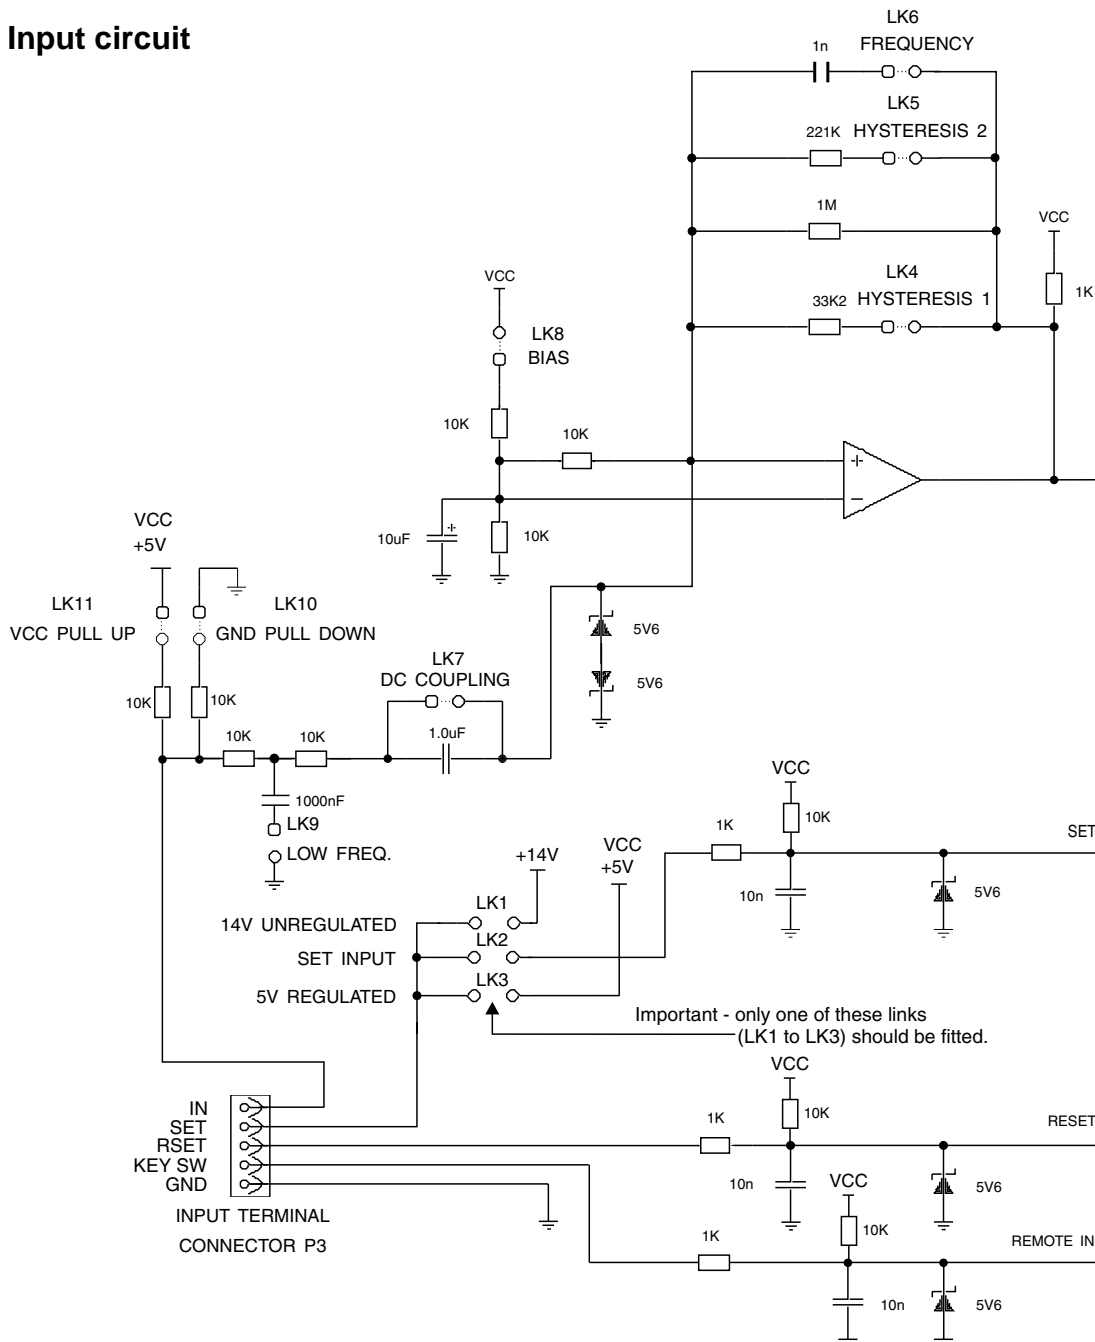 Input circuit
LK6
FREQUENCY
1n
LK5
HYSTERESIS 2
221K
1M
VCC
1K
LK4
HYSTERESIS 1
33K2
VCC
LK8
BIAS
10K
10K
+
−
10uF
+
10K
VCC
+5V
LK11
VCC PULL UP
LK10
GND PULL DOWN
10K
10K
LK7
DC COUPLING
1.0uF
5V6
5V6
10K
10K
1000nF
LK9
LOW FREQ.
VCC
10K
1K
SET
10n
5V6
+14V
VCC
+5V
14V UNREGULATED
LK1
SET INPUT
LK2
5V REGULATED
LK3
Important - only one of these links
(LK1 to LK3) should be fitted.
IN
SET
RSET
KEY SW
GND
INPUT TERMINAL
CONNECTOR P3
VCC
10K
1K
RESET
10n
5V6
VCC
10K
1K
REMOTE IN
10n
5V6